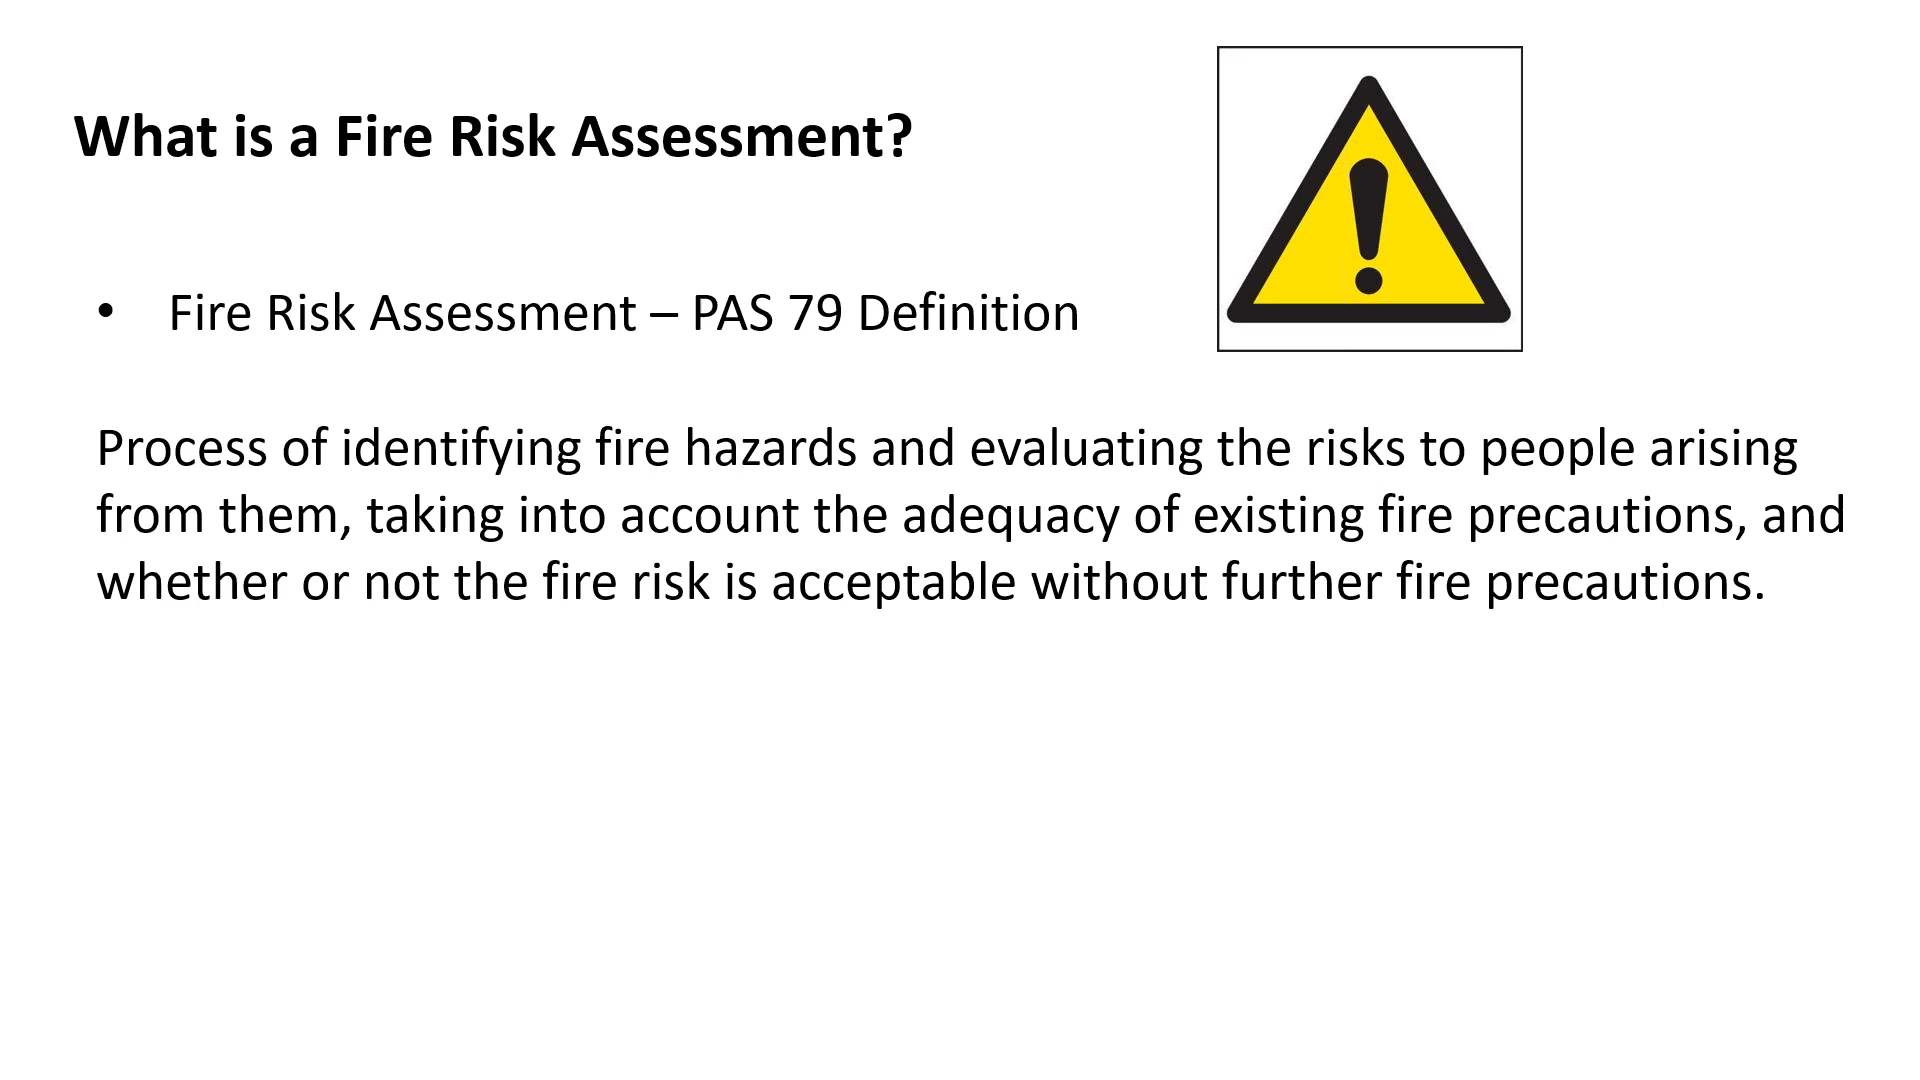 What is a Fire Risk Assessment?
• Fire Risk Assessment – PAS 79 Definition
Process of identifying fire hazards and evaluating the risks to people arising
from them, taking into account the adequacy of existing fire precautions, and
whether or not the fire risk is acceptable without further fire precautions.